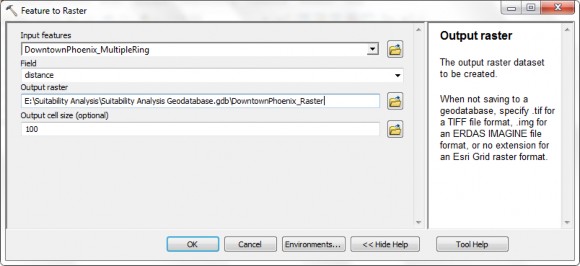 Feature to Raster
Input features
DowntownPhoenix_MultipleRing
Field
distance
Output raster
E:\Suitability Analysis\Suitability Analysis Geodatabase.gdb\DowntownPhoenix_Raster
Output cell size (optional)
100
OK
Cancel
Environments...
<< Hide Help
Output raster
The output raster dataset
to be created.
When not saving to a
geodatabase, specify .tif for
a TIFF file format, .img for
an ERDAS IMAGINE file
format, or no extension for
an Esri Grid raster format.
Tool Help